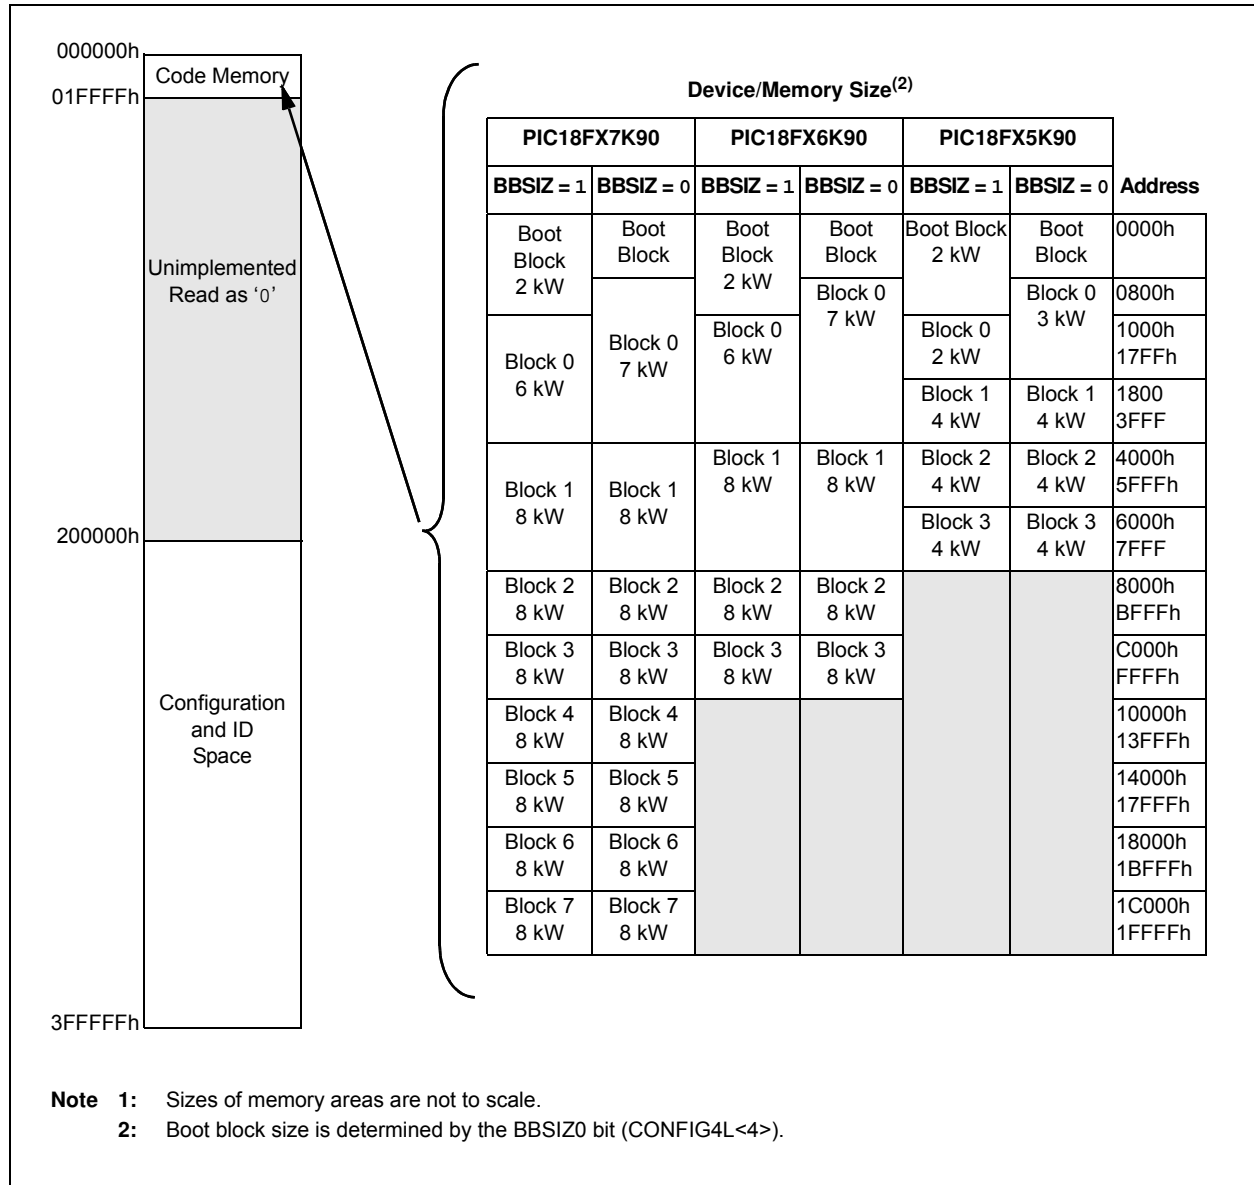 000000h
Code Memory
01FFFFh
Unimplemented
Read as ‘0’
200000h
Configuration
and ID
Space
3FFFFFh
Device/Memory Size(2)
PIC18FX7K90 PIC18FX6K90 PIC18FX5K90
BBSIZ = 1 BBSIZ = 0 BBSIZ = 1 BBSIZ = 0 BBSIZ = 1 BBSIZ = 0 Address
Boot Boot Boot Boot Boot Block Boot 0000h
Block Block Block Block 2 kW Block
2 kW 2 kW
Block 0 Block 0 0800h
7 kW 3 kW
Block 0 Block 0 Block 0 Block 0 1000h
6 kW 7 kW 6 kW 2 kW 17FFh
Block 1 Block 1 1800
4 kW 4 kW 3FFF
Block 1 Block 1 Block 1 Block 1 Block 2 Block 2 4000h
8 kW 8 kW 8 kW 8 kW 4 kW 4 kW 5FFFh
Block 3 Block 3 6000h
4 kW 4 kW 7FFF
Block 2 Block 2 Block 2 Block 2 8000h
8 kW 8 kW 8 kW 8 kW BFFFh
Block 3 Block 3 Block 3 Block 3 C000h
8 kW 8 kW 8 kW 8 kW FFFFh
Block 4 Block 4 10000h
8 kW 8 kW 13FFFh
Block 5 Block 5 14000h
8 kW 8 kW 17FFFh
Block 6 Block 6 18000h
8 kW 8 kW 1BFFFh
Block 7 Block 7 1C000h
8 kW 8 kW 1FFFFh
Note 1: Sizes of memory areas are not to scale.
2: Boot block size is determined by the BBSIZ0 bit (CONFIG4L<4>).